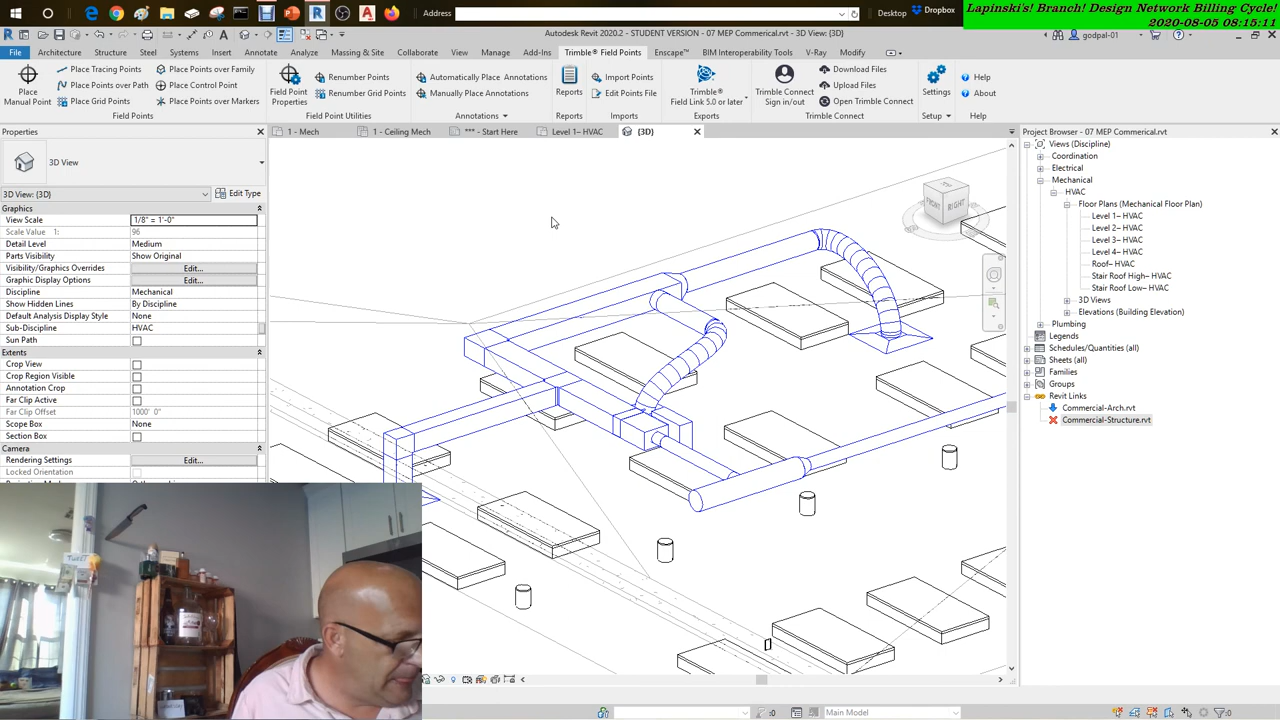 Lapinski's! Branch! Design Network Billing Cycle!
2020-08-05 08:15:11
Address
Desktop
Dropbox
Autodesk Revit 2020.2 - STUDENT VERSION - 07 MEP Commerical.rvt - 3D View: {3D}
godpal-01
File
Architecture
Structure
Steel
Systems
Insert
Annotate
Analyze
Massing & Site
Collaborate
View
Manage
Add-Ins
Trimble® Field Points
Enscape™
BIM Interoperability Tools
V-Ray
Modify
Place
Manual Point
Place Tracing Points
Place Points over Path
Place Grid Points
Place Points over Family
Place Control Point
Place Points over Markers
Field Points
Field Point
Properties
Renumber Points
Renumber Grid Points
Field Point Utilities
Automatically Place Annotations
Manually Place Annotations
Annotations
Reports
Reports
Import Points
Edit Points File
Imports
Trimble®
Field Link 5.0 or later
Exports
Trimble Connect
Sign in/out
Download Files
Upload Files
Open Trimble Connect
Trimble Connect
Settings
Setup
Help
About
Help
Properties
1 - Mech
1 - Ceiling Mech
*** - Start Here
Level 1– HVAC
{3D}
Project Browser - 07 MEP Commerical.rvt
3D View
3D View: {3D}
Edit Type
Graphics
View Scale 1/8" = 1'-0"
Scale Value 1: 96
Detail Level Medium
Parts Visibility Show Original
Visibility/Graphics Overrides Edit...
Graphic Display Options Edit...
Discipline Mechanical
Show Hidden Lines By Discipline
Default Analysis Display Style None
Sub-Discipline HVAC
Sun Path
Extents
Crop View
Crop Region Visible
Annotation Crop
Far Clip Active
Far Clip Offset 1000' 0"
Scope Box None
Section Box
Camera
Rendering Settings Edit...
Locked Orientation
TOP
FRONT
RIGHT
Views (Discipline)
Coordination
Electrical
Mechanical
HVAC
Floor Plans (Mechanical Floor Plan)
Level 1– HVAC
Level 2– HVAC
Level 3– HVAC
Level 4– HVAC
Roof– HVAC
Stair Roof High– HVAC
Stair Roof Low– HVAC
3D Views
Elevations (Building Elevation)
Plumbing
Legends
Schedules/Quantities (all)
Sheets (all)
Families
Groups
Revit Links
Commercial-Arch.rvt
Commercial-Structure.rvt
:0
Main Model
:0